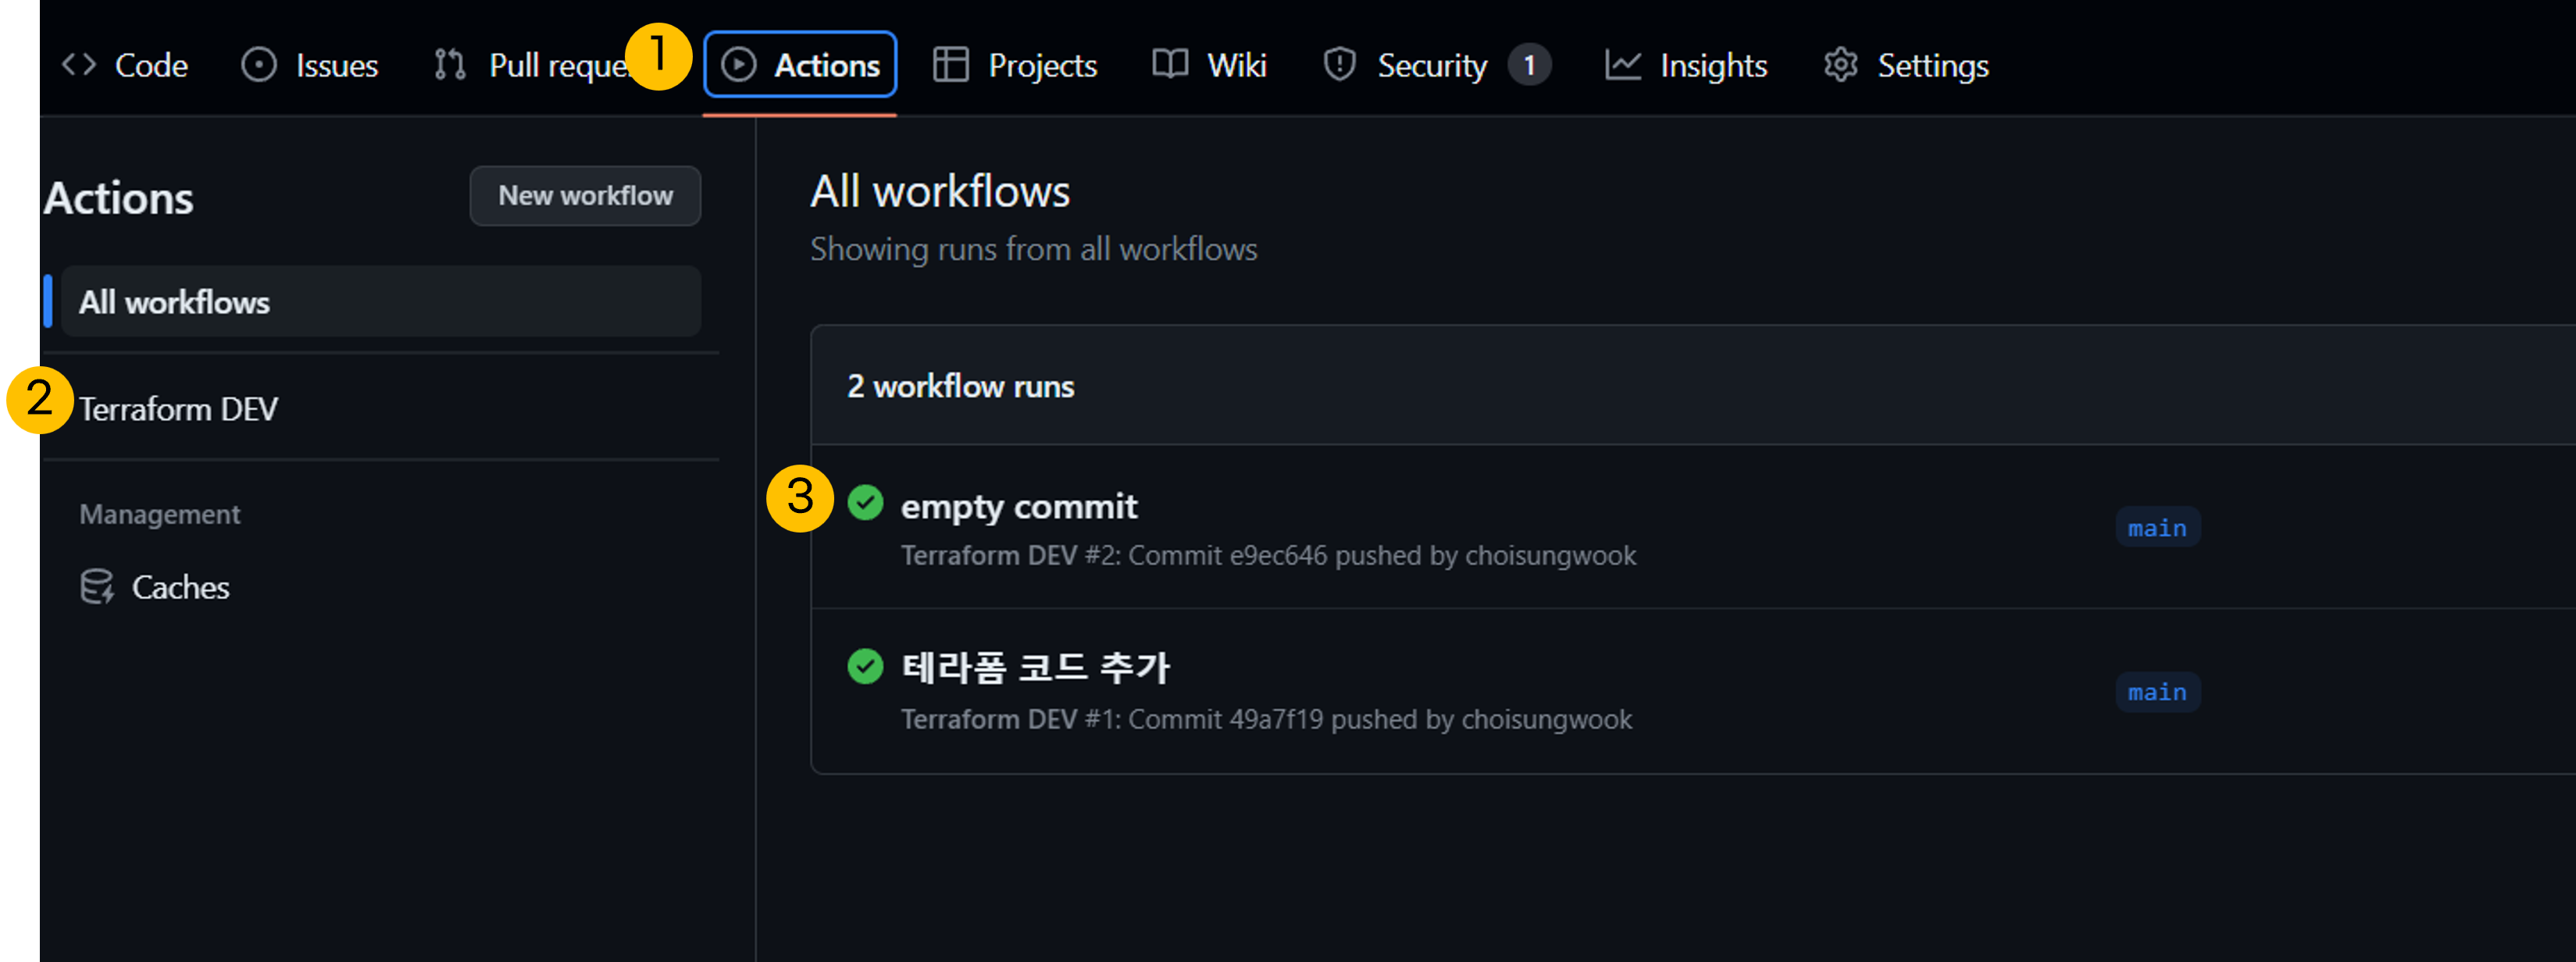 Code Issues Pull reque 1 Actions Projects Wiki Security 1 Insights Settings
Actions New workflow
All workflows
2 Terraform DEV
Management
Caches
All workflows
Showing runs from all workflows
2 workflow runs
3 empty commit main
Terraform DEV #2: Commit e9ec646 pushed by choisungwook
테라폼 코드 추가 main
Terraform DEV #1: Commit 49a7f19 pushed by choisungwook